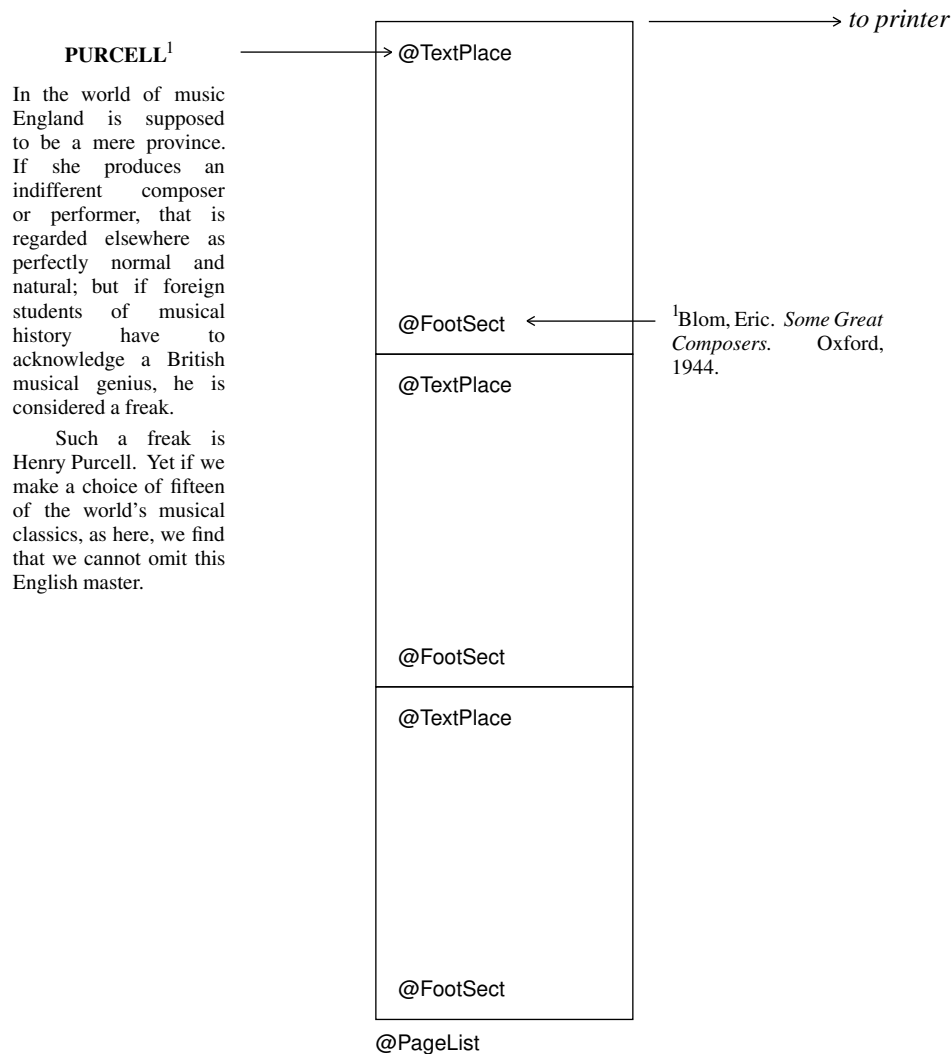 to printer
PURCELL¹
@TextPlace
In the world of music
England is supposed
to be a mere province.
If she produces an
indifferent composer
or performer, that is
regarded elsewhere as
perfectly normal and
natural; but if foreign
students of musical
history have to
acknowledge a British
musical genius, he is
considered a freak.
Such a freak is
Henry Purcell. Yet if we
make a choice of fifteen
of the world's musical
classics, as here, we find
that we cannot omit this
English master.
@FootSect
¹Blom, Eric. Some Great
Composers. Oxford,
1944.
@TextPlace
@FootSect
@TextPlace
@FootSect
@PageList